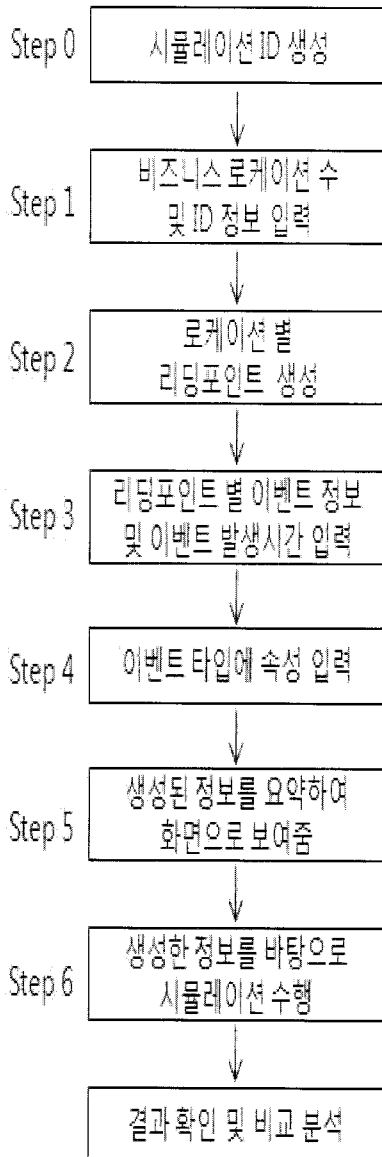 Step 0
시뮬레이션 ID 생성
Step 1
비즈니스 로케이션 수
및 ID 정보 입력
Step 2
로케이션 별
리딩포인트 생성
Step 3
리딩포인트 별 이벤트 정보
및 이벤트 발생시간 입력
Step 4
이벤트 타입에 속성 입력
Step 5
생성된 정보를 요약하여
화면으로 보여줌
Step 6
생성한 정보를 바탕으로
시뮬레이션 수행
결과 확인 및 비교 분석